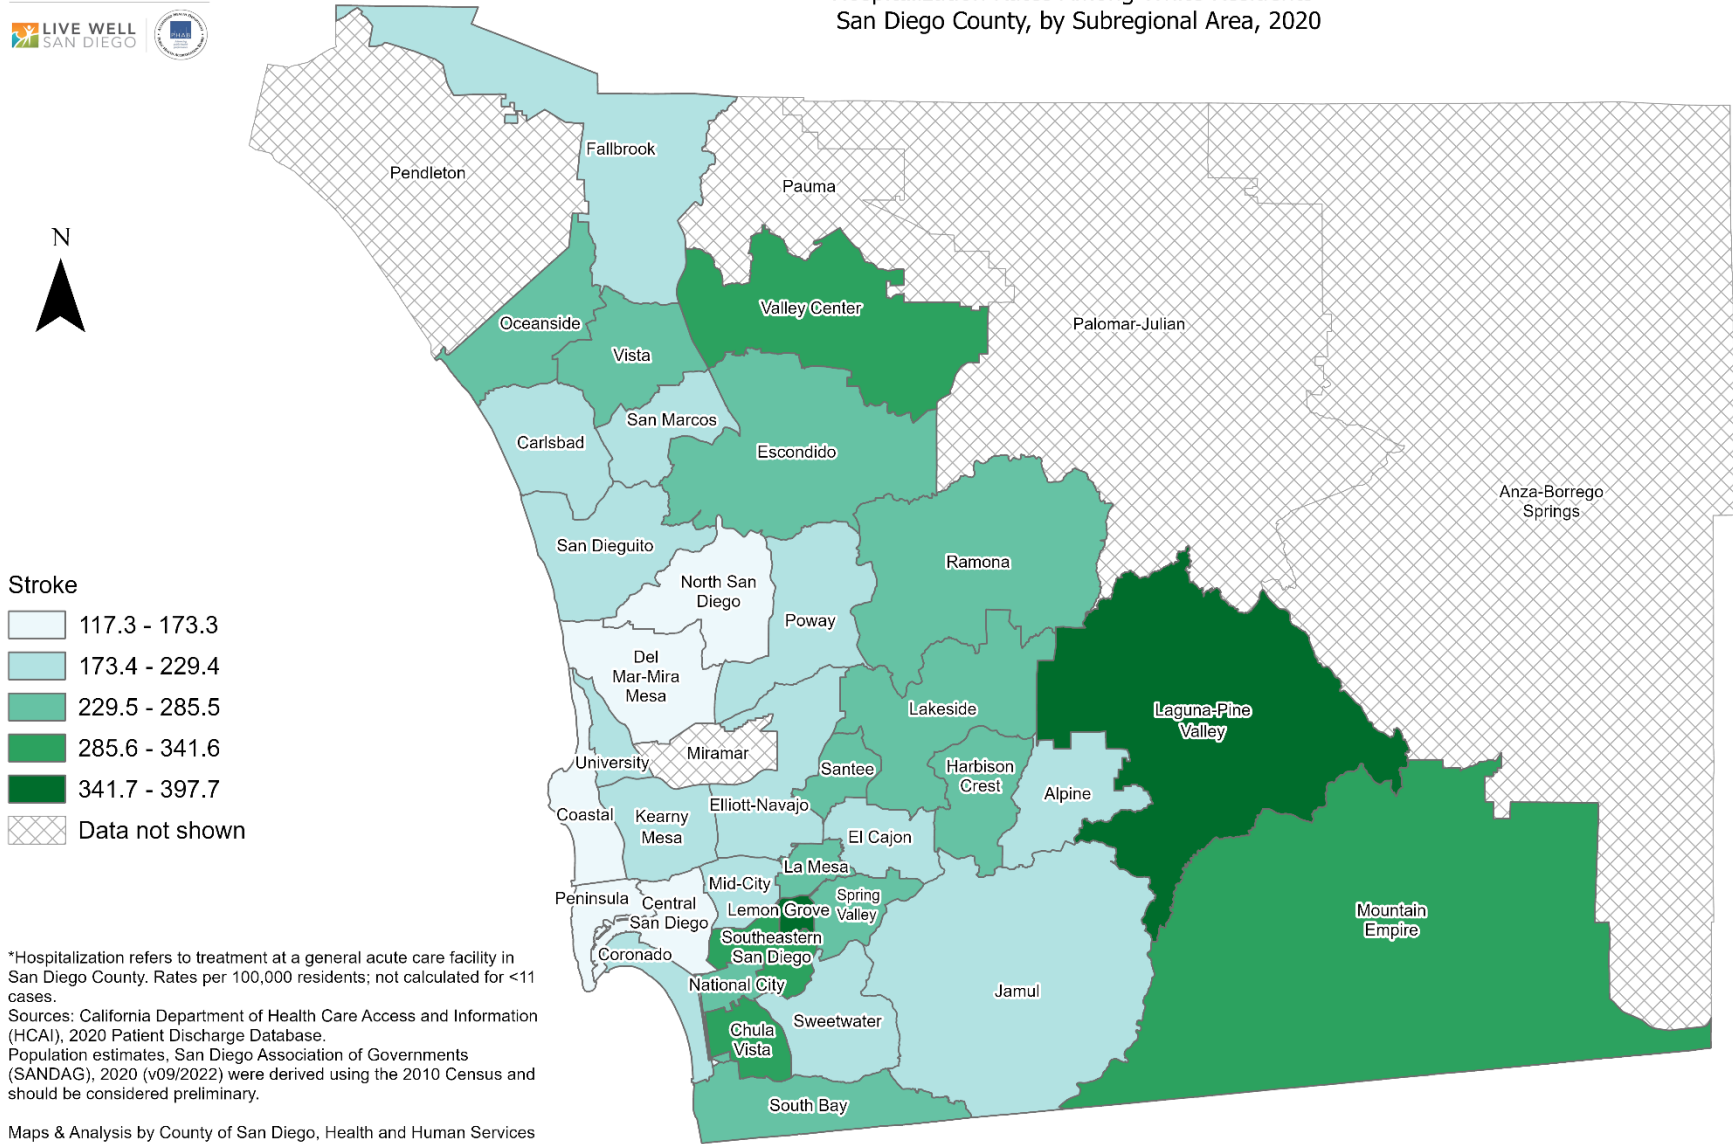 LIVE WELL
SAN DIEGO
PHAB
San Diego County, by Subregional Area, 2020
N
Fallbrook
Pendleton
Pauma
Valley Center
Oceanside
Palomar-Julian
Vista
San Marcos
Carlsbad
Escondido
Anza-Borrego
Springs
San Dieguito
Ramona
North San
Diego
Poway
Del
Mar-Mira
Mesa
Lakeside
Laguna-Pine
Valley
Miramar
University
Santee
Harbison
Crest
Alpine
Elliott-Navajo
Coastal
Kearny
Mesa
El Cajon
La Mesa
Mid-City
Peninsula
Central
San Diego
Spring
Valley
Lemon Grove
Mountain
Empire
Southeastern
San Diego
Coronado
National City
Jamul
Sweetwater
Chula
Vista
South Bay
Stroke
117.3 - 173.3
173.4 - 229.4
229.5 - 285.5
285.6 - 341.6
341.7 - 397.7
Data not shown
*Hospitalization refers to treatment at a general acute care facility in
San Diego County. Rates per 100,000 residents; not calculated for <11
cases.
Sources: California Department of Health Care Access and Information
(HCAI), 2020 Patient Discharge Database.
Population estimates, San Diego Association of Governments
(SANDAG), 2020 (v09/2022) were derived using the 2010 Census and
should be considered preliminary.
Maps & Analysis by County of San Diego, Health and Human Services